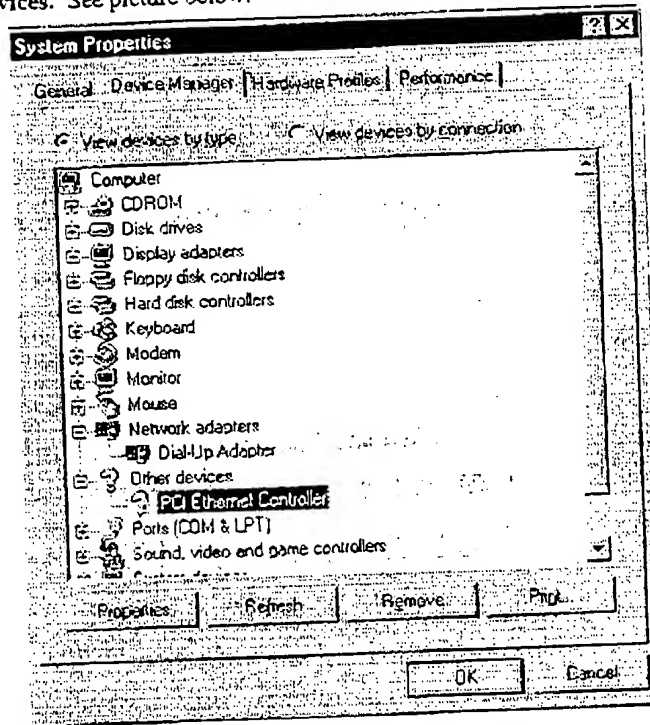 vices. See picture below.
System Properties
General Device Manager Hardware Profiles Performance
View devices by type View devices by connection
Computer
CDROM
Disk drives
Display adapters
Floppy disk controllers
Hard disk controllers
Keyboard
Modem
Monitor
Mouse
Network adapters
Dial-Up Adapter
Other devices
PCI Ethernet Controller
Ports (COM & LPT)
Sound, video and game controllers
System devices
Properties Refresh Remove Print...
OK Cancel